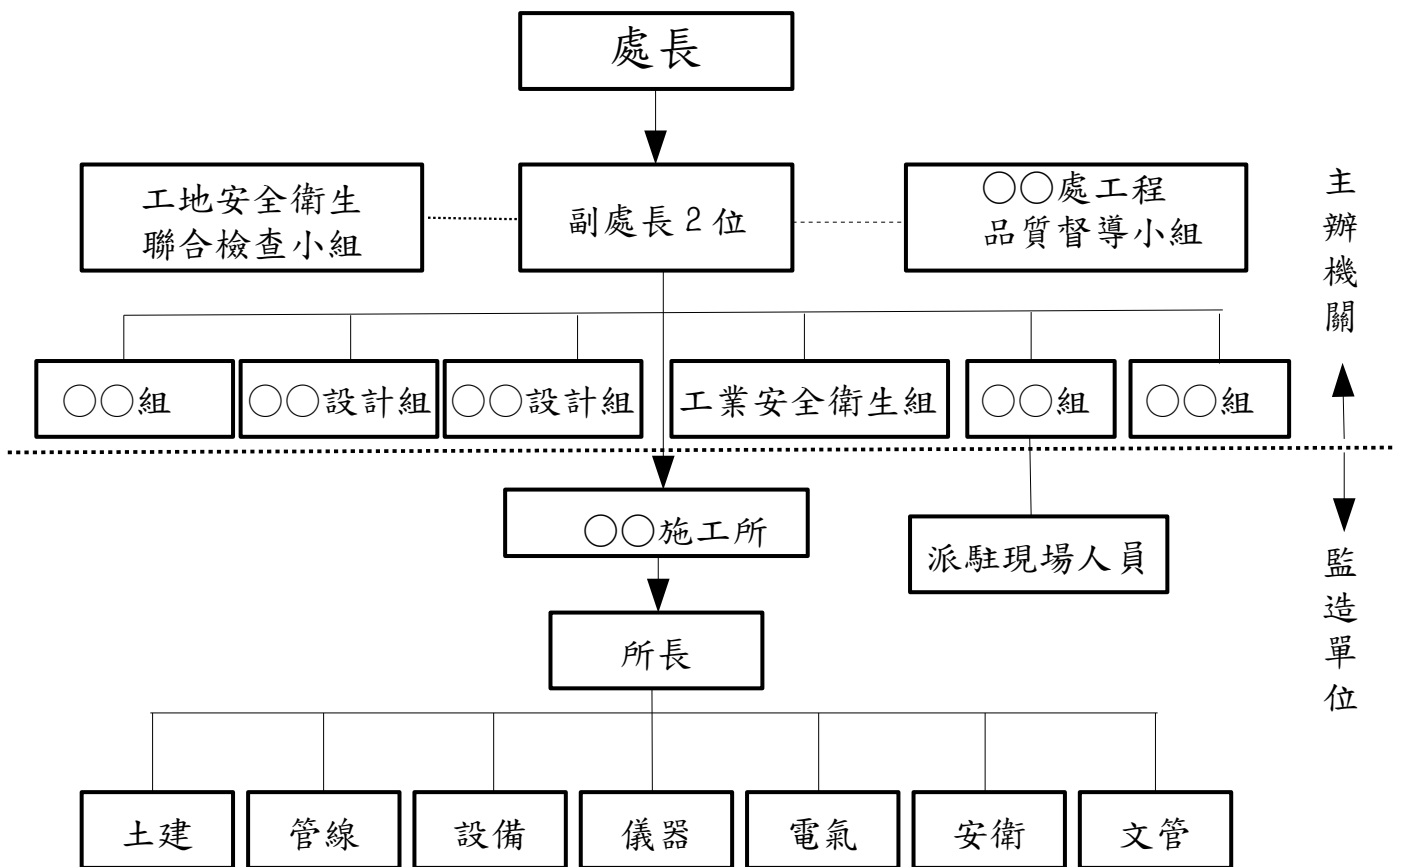 處長
工地安全衛生
聯合檢查小組
副處長2位
○○處工程
品質督導小組
主辦機關
○○組
○○設計組
○○設計組
工業安全衛生組
○○組
○○組
○○施工所
派駐現場人員
監造單位
所長
土建
管線
設備
儀器
電氣
安衛
文管